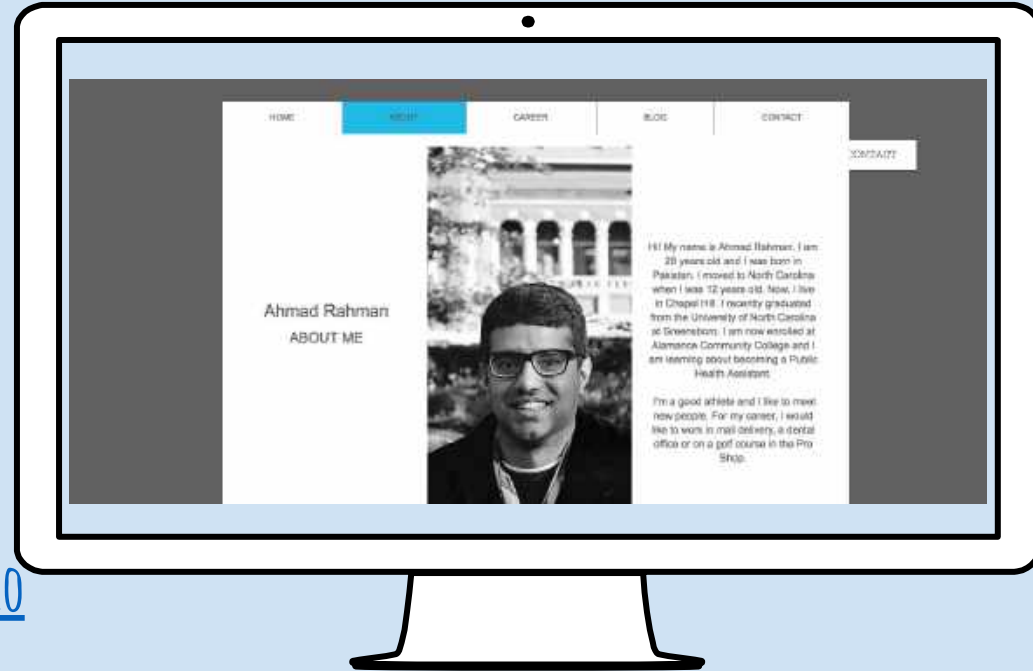 HOME ABOUT CAREER BLOG CONTACT
CONTACT
Ahmad Rahman
ABOUT ME
Hi! My name is Ahmad Rahman. I am
years old and I was born in
Pakistan. I moved to North Carolina
when I was 12 years old. Now, I live
in Chapel Hill. I recently graduated
from the University of North Carolina
at Greensboro. I am now enrolled at
Alamance Community College and I
am learning about becoming a Public
Health Assistant.
I'm a good athlete and I like to meet
new people. For my career, I would
like to work in mail delivery, a dental
office or on a golf course in the Pro
Shop.
0